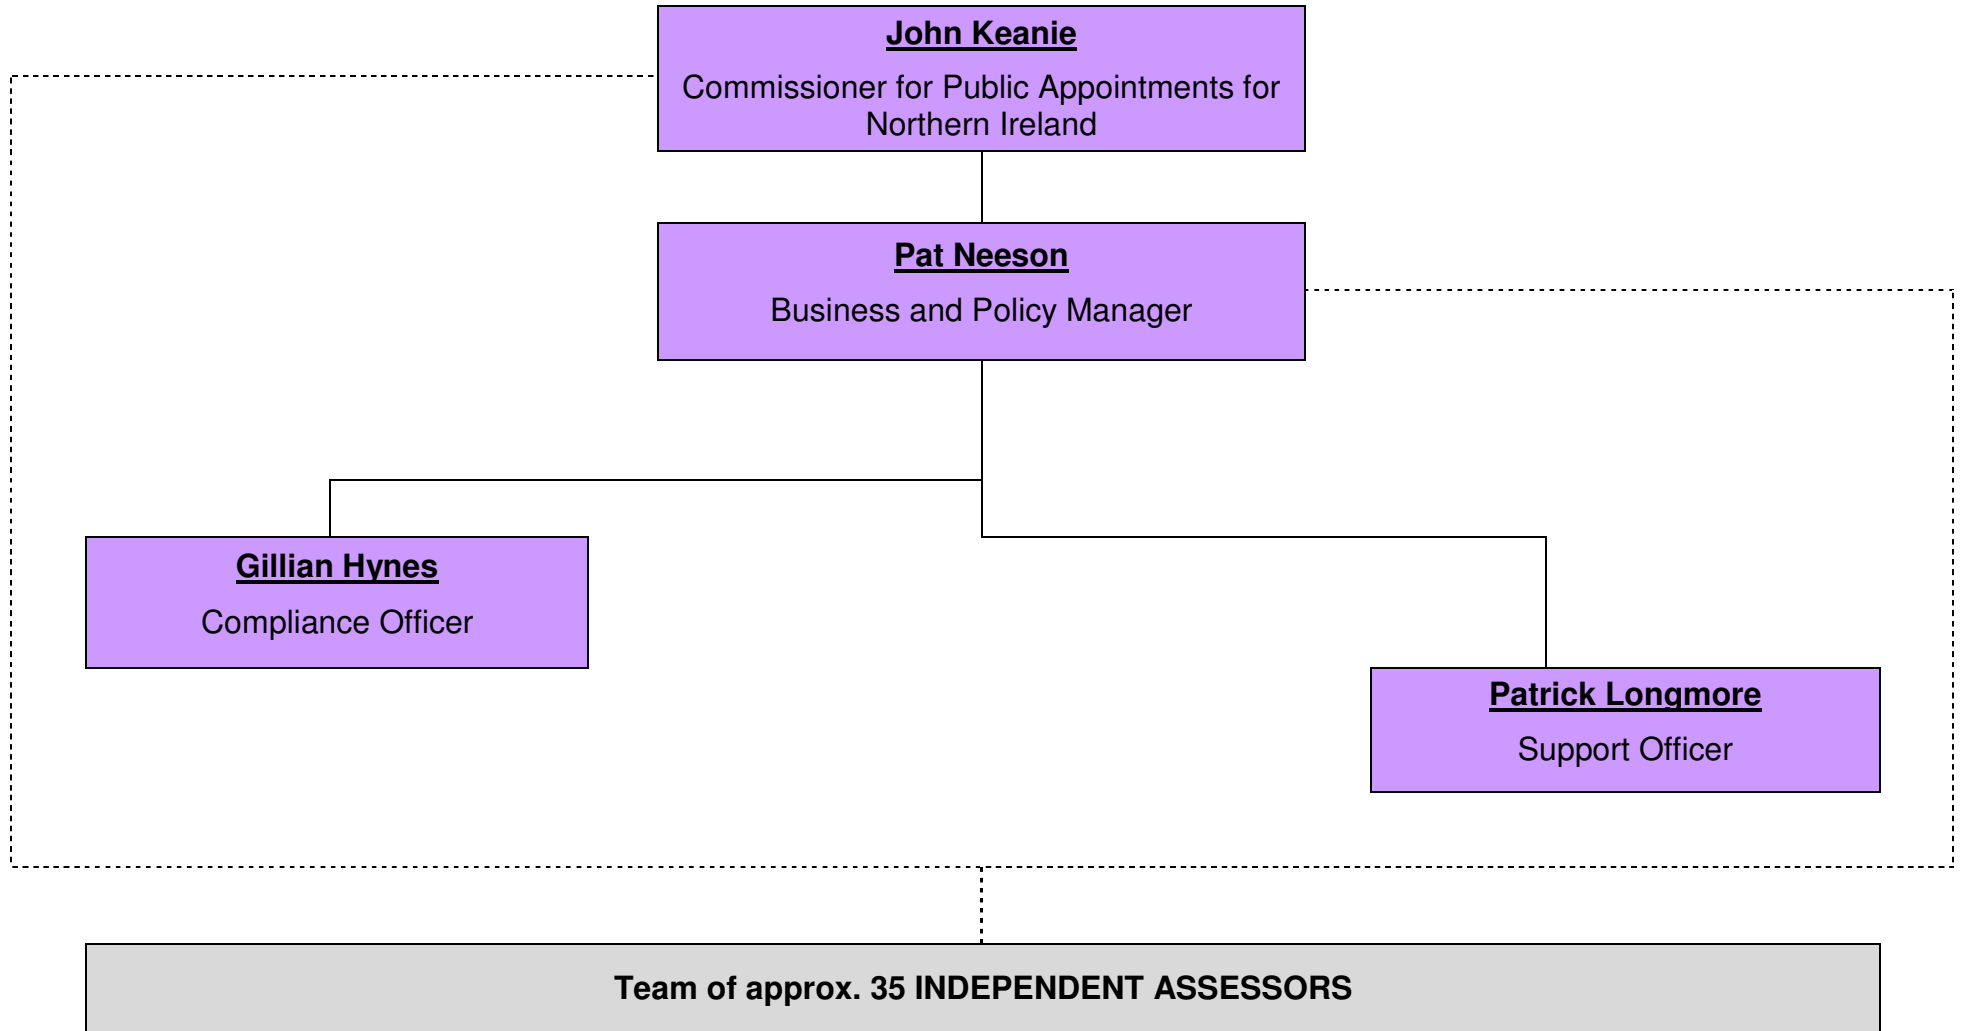 John Keanie
Commissioner for Public Appointments for
Northern Ireland
Pat Neeson
Business and Policy Manager
Gillian Hynes
Compliance Officer
Patrick Longmore
Support Officer
Team of approx. 35 INDEPENDENT ASSESSORS